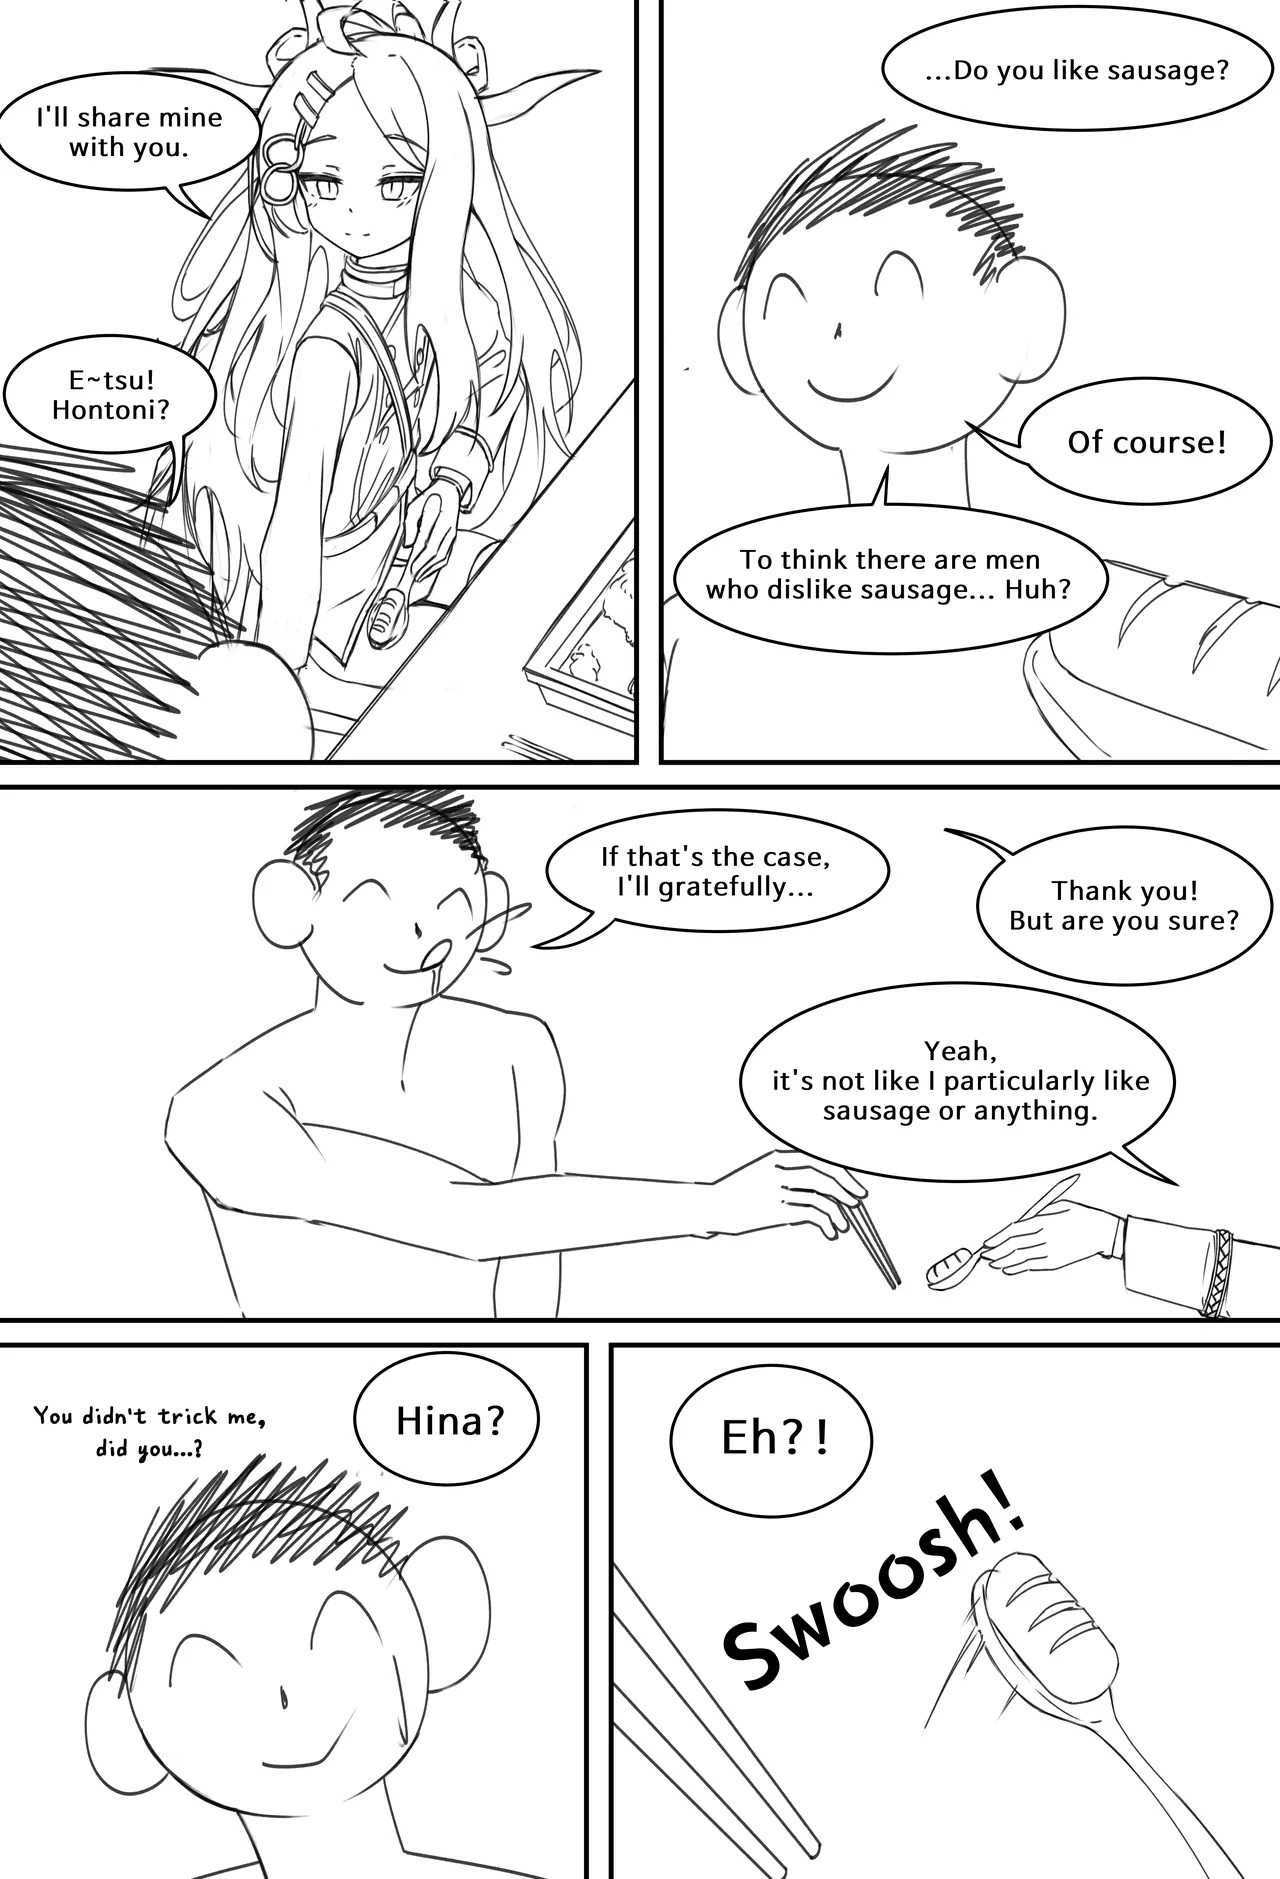 ...Do you like sausage?
Of course!
To think there are men
who dislike sausage... Huh?
I'll share mine
with you.
E~tsu!
Hontoni?
Thank you!
But are you sure?
Yeah,
it's not like I particularly like
sausage or anything.
If that's the case,
I'll gratefully...
Eh?!
Swoosh!
Hina?
You didn't trick me,
did you...?